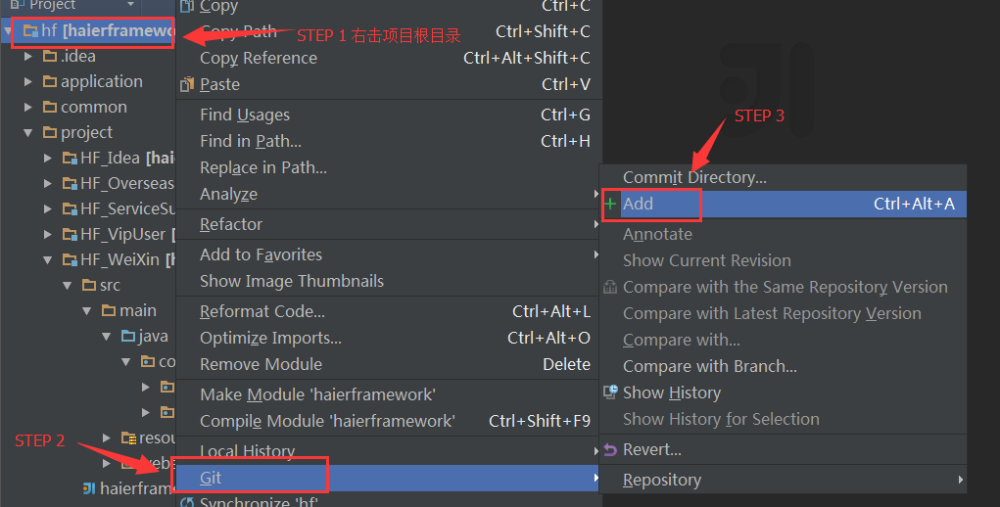 Project
Copy Ctrl+C
hf [haierframewo
Copy Path Ctrl+Shift+C
STEP 1 右击项目根目录
.idea
Copy Reference Ctrl+Alt+Shift+C
application
Paste Ctrl+V
common
Find Usages Ctrl+G
STEP 3
project
Find in Path... Ctrl+H
HF_Idea [hai
Replace in Path...
HF_Overseas
Analyze
HF_ServiceSu
HF_VipUser [
Refactor
HF_WeiXin [h
Add to Favorites
src
Show Image Thumbnails
main
Reformat Code... Ctrl+Alt+L
java
Optimize Imports... Ctrl+Alt+O
co
Remove Module Delete
Make Module 'haierframework'
Compile Module 'haierframework' Ctrl+Shift+F9
resou
STEP 2
Local History
Git
haierfram
Synchronize 'hf'
Commit Directory...
Add Ctrl+Alt+A
Annotate
Show Current Revision
Compare with the Same Repository Version
Compare with Latest Repository Version
Compare with...
Compare with Branch...
Show History
Show History for Selection
Revert...
Repository